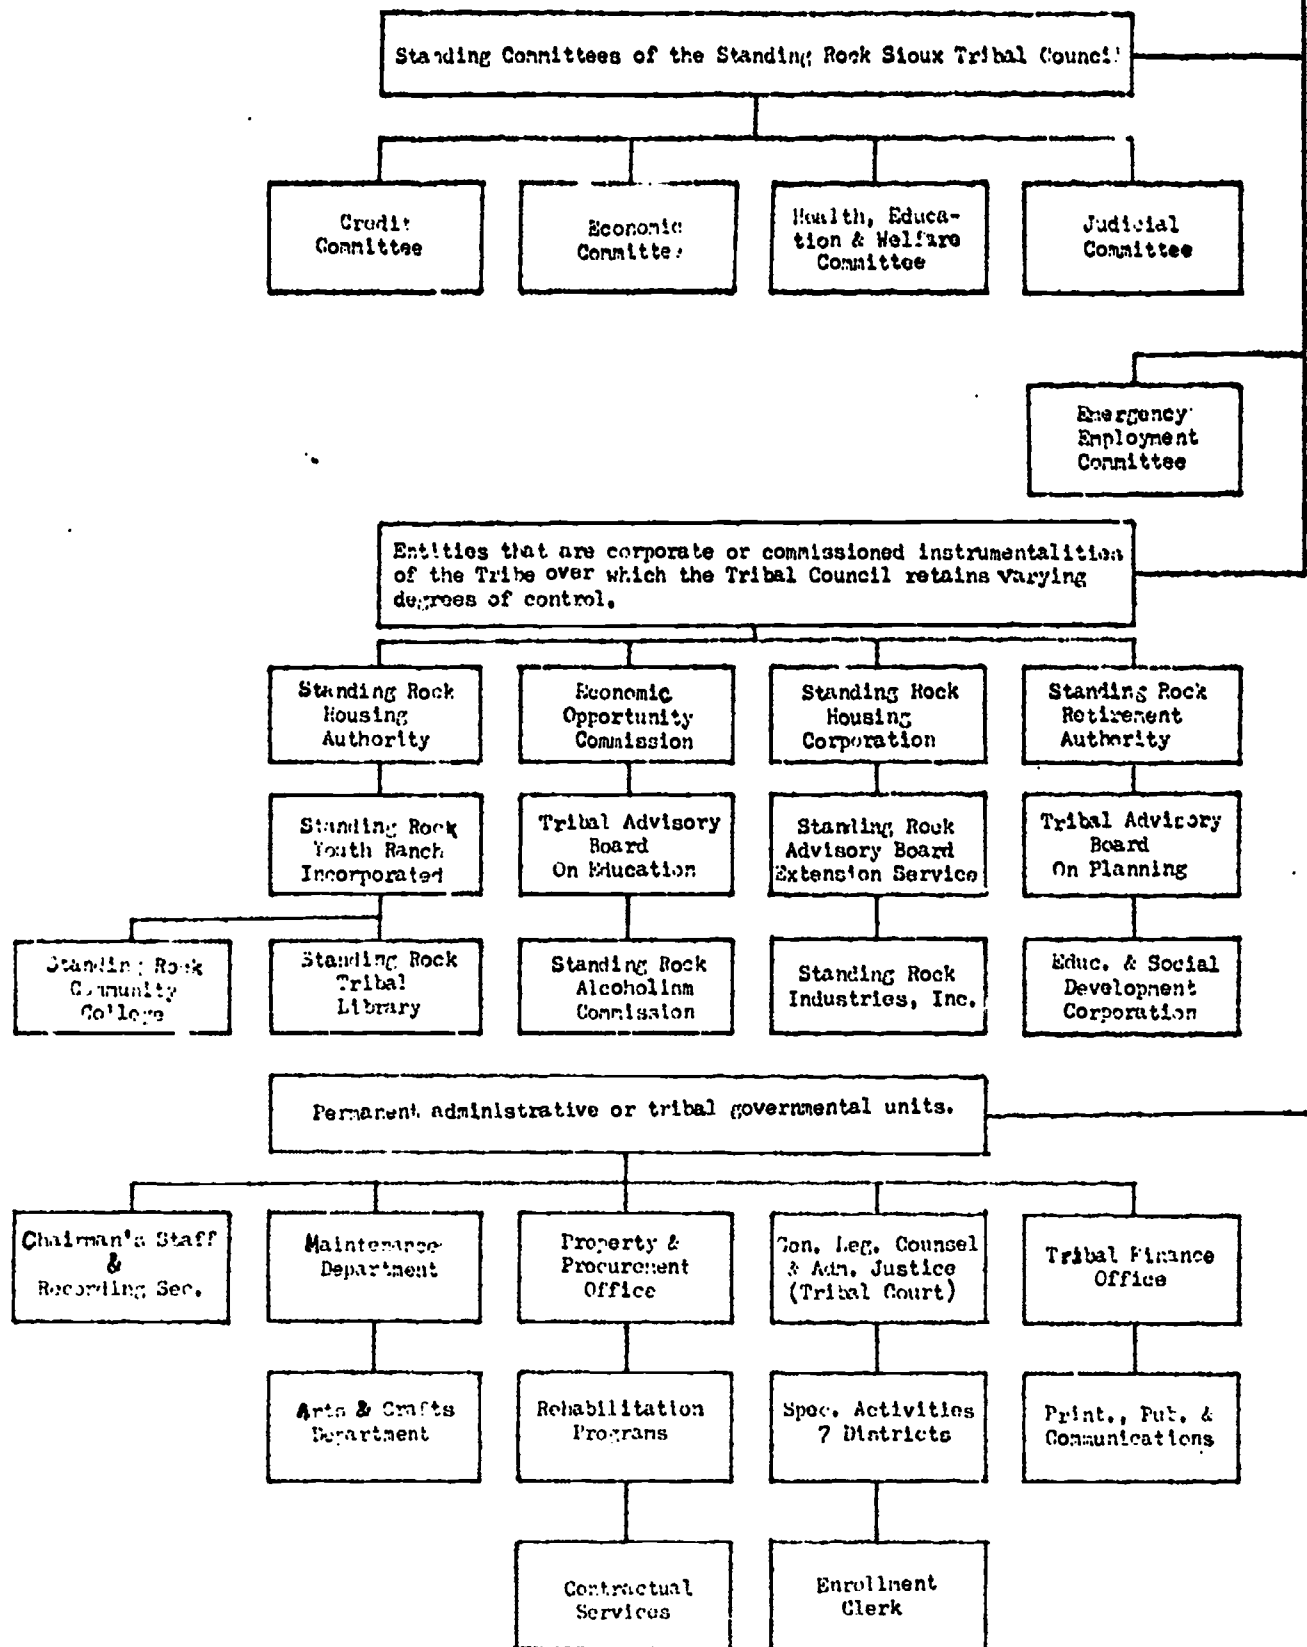 Standing Committees of the Standing Rock Sioux Tribal Council
Credit
Committee
Economic
Committee
Health, Educa-
tion & Welfare
Committee
Judicial
Committee
Emergency
Employment
Committee
Entities that are corporate or commissioned instrumentalities
of the Tribe over which the Tribal Council retains varying
degrees of control.
Standing Rock
Housing
Authority
Economic
Opportunity
Commission
Standing Rock
Housing
Corporation
Standing Rock
Retirement
Authority
Standing Rock
Youth Ranch
Incorporated
Tribal Advisory
Board
On Education
Standing Rock
Advisory Board
Extension Service
Tribal Advisory
Board
On Planning
Standing Rock
Community
College
Standing Rock
Tribal
Library
Standing Rock
Alcoholism
Commission
Standing Rock
Industries, Inc.
Educ. & Social
Development
Corporation
Permanent administrative or tribal governmental units.
Chairman's Staff
&
Recording Sec.
Maintenance
Department
Property &
Procurement
Office
Gen. Leg. Counsel
& Adm. Justice
(Tribal Court)
Tribal Finance
Office
Arts & Crafts
Department
Rehabilitation
Programs
Spec. Activities
7 Districts
Print., Pub. &
Communications
Contractual
Services
Enrollment
Clerk